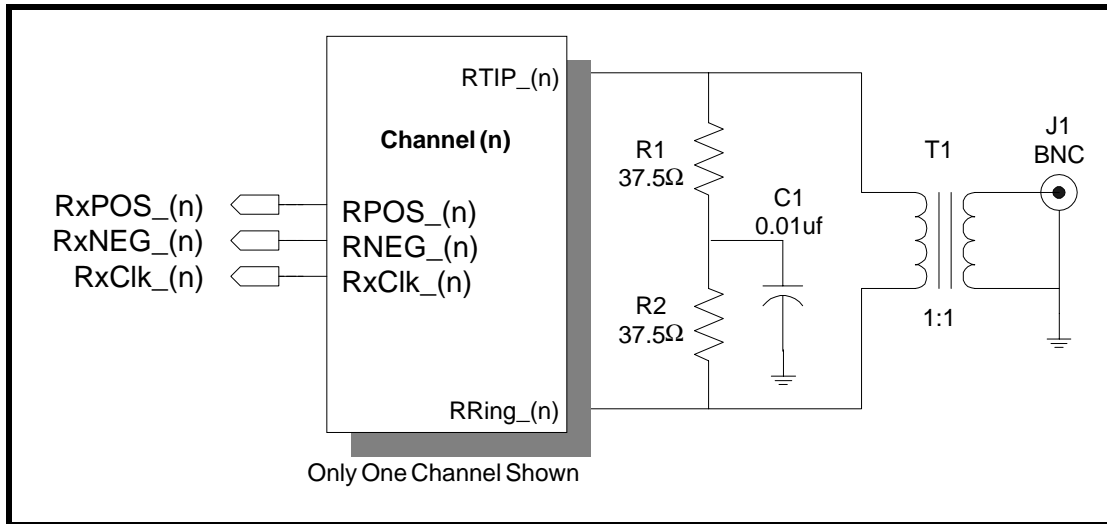 RTIP_(n)
Channel (n)
RxPOS_(n)
RxNEG_(n)
RxClk_(n)
RPOS_(n)
RNEG_(n)
RxClk_(n)
RRing_(n)
Only One Channel Shown
R1
37.5Ω
R2
37.5Ω
C1
0.01uf
T1
1:1
J1
BNC